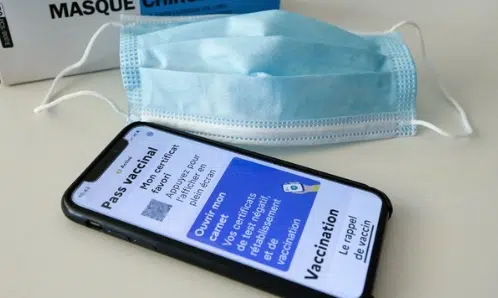 MASQUE
Pass vaccinal
Mon certificat
favori
Appuyez pour
l'afficher en
plein écran
Ouvrir mon
carnet
Vos certificats
de test négatif
rétablissement
et de
vaccination
Vaccination
Le rappel
de vaccin